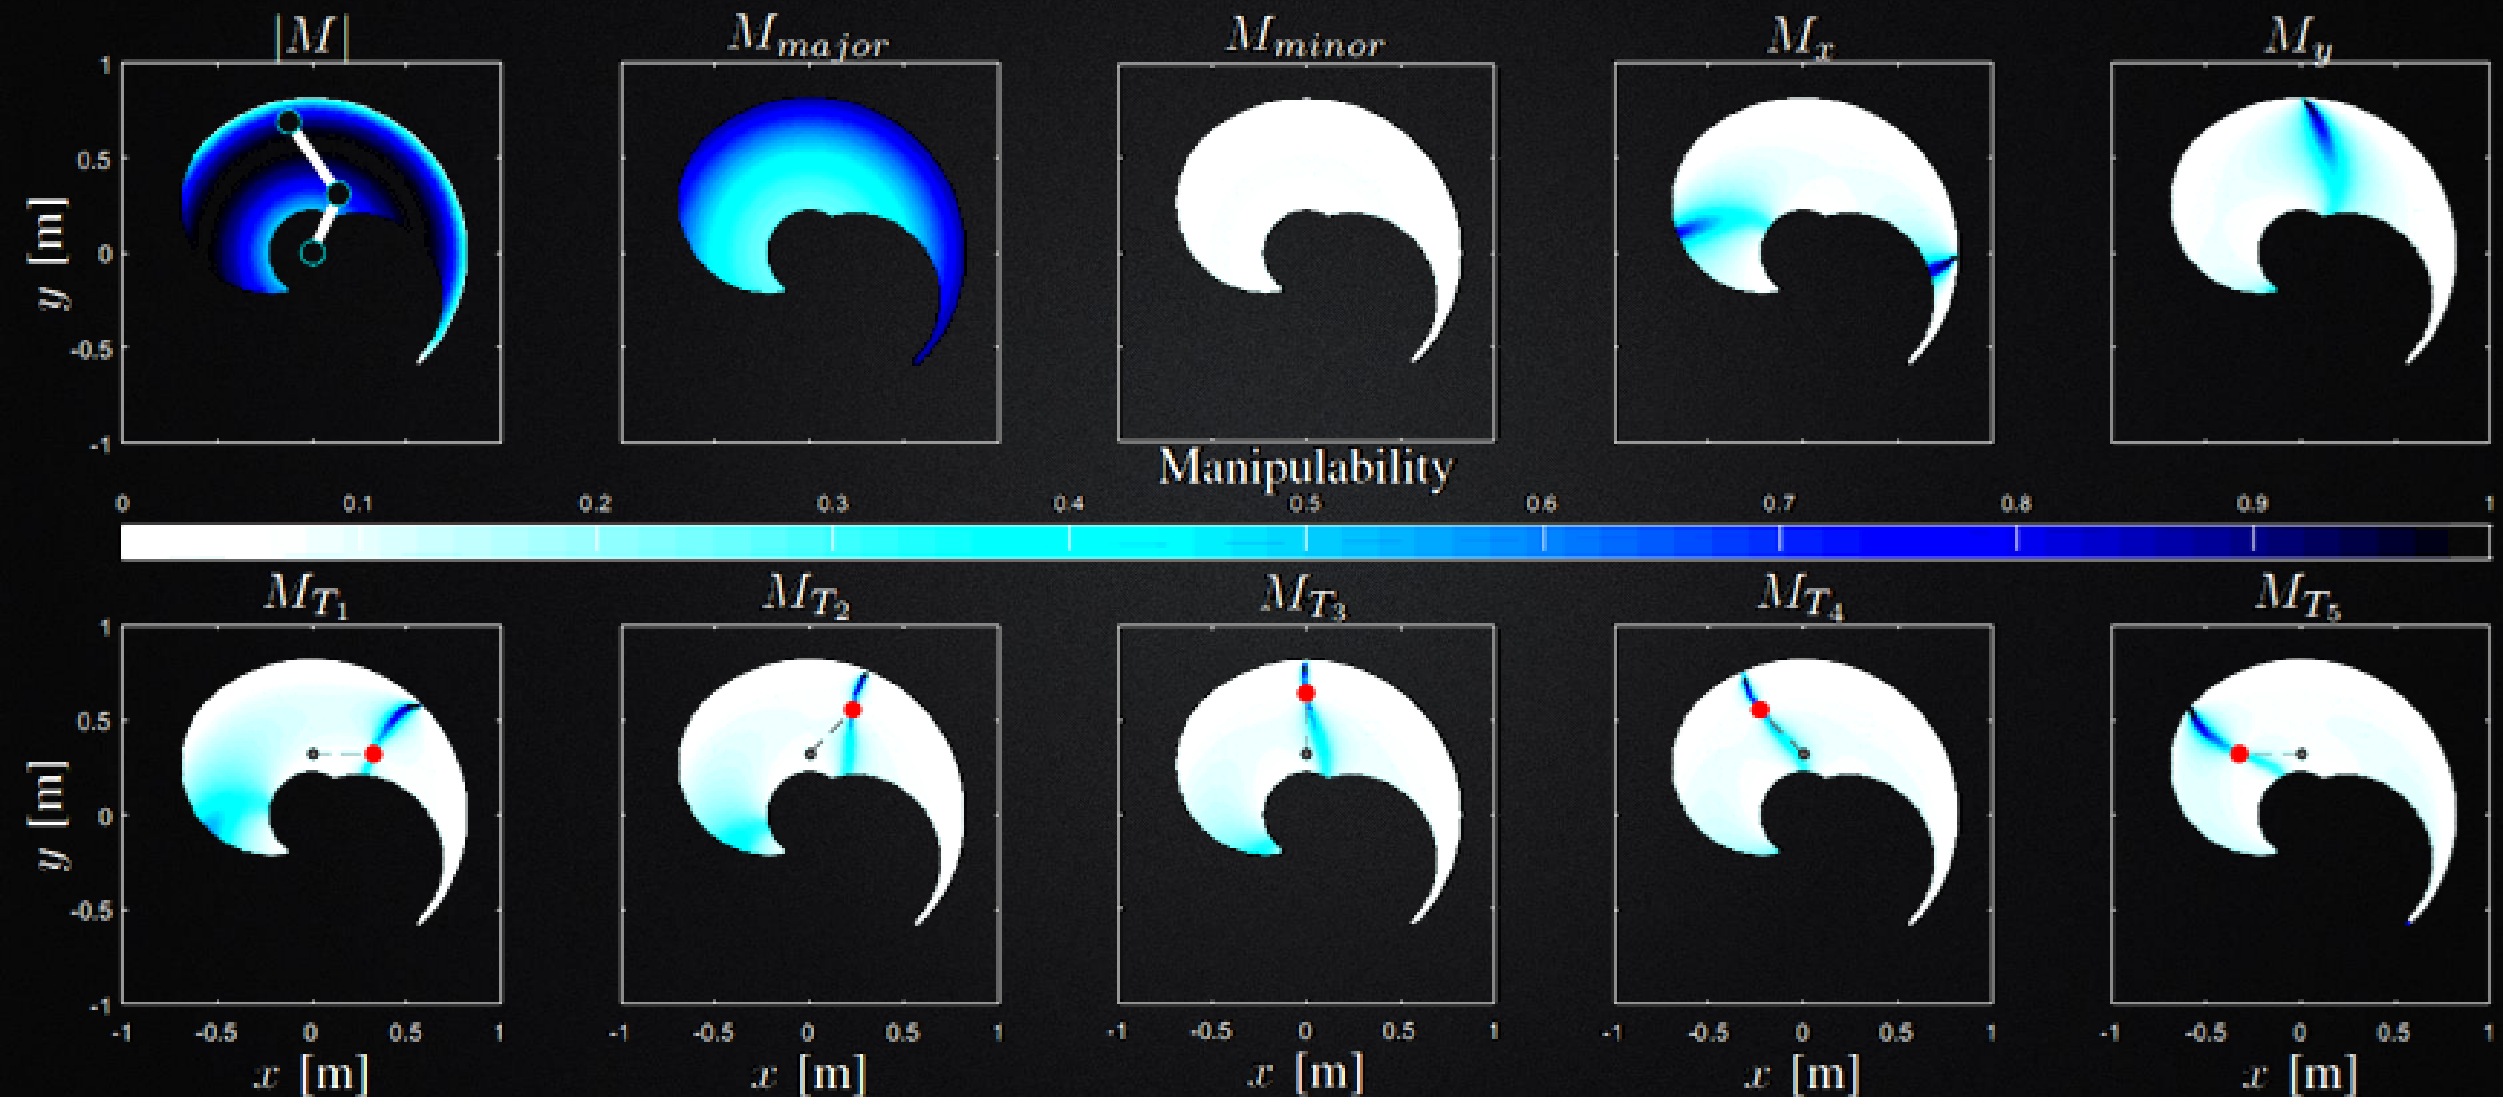 |M| M_major M_minor M_x M_y
1
0.5
0
-0.5
-1
y [m]
Manipulability
0 0.1 0.2 0.3 0.4 0.5 0.6 0.7 0.8 0.9 1
M_T1 M_T2 M_T3 M_T4 M_T5
1
0.5
0
-0.5
-1
y [m]
-1 -0.5 0 0.5 1 -1 -0.5 0 0.5 1 -1 -0.5 0 0.5 1 -1 -0.5 0 0.5 1 -1 -0.5 0 0.5 1
x [m] x [m] x [m] x [m] x [m]